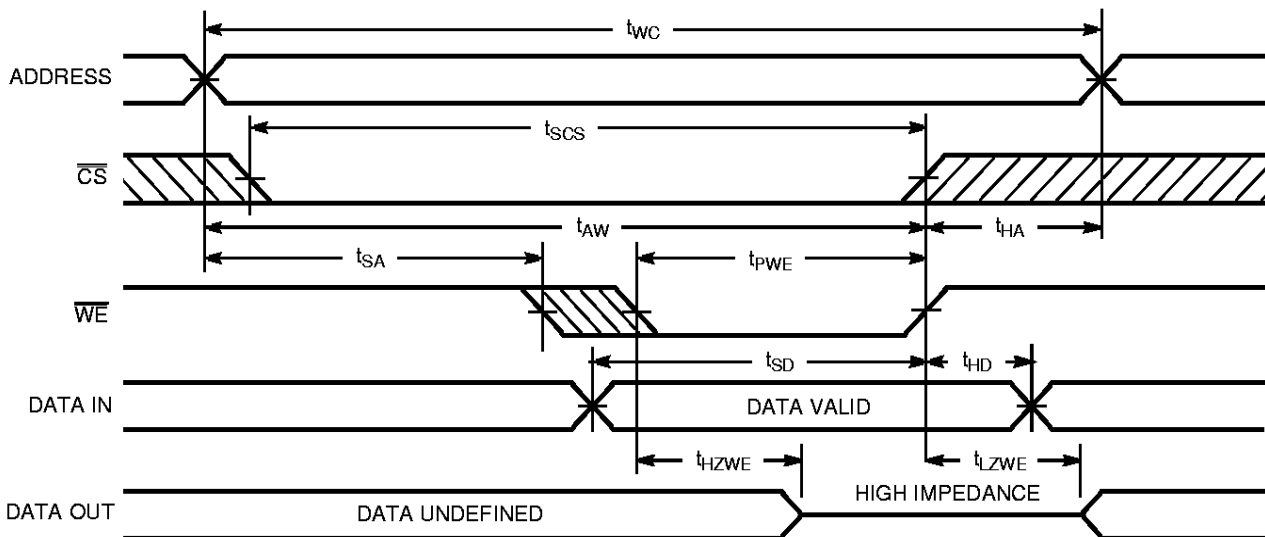 tWC
ADDRESS
tSCS
CS
tAW
tHA
tSA
tPWE
WE
tSD
tHD
DATA IN
DATA VALID
tHZWE
tLZWE
HIGH IMPEDANCE
DATA OUT
DATA UNDEFINED